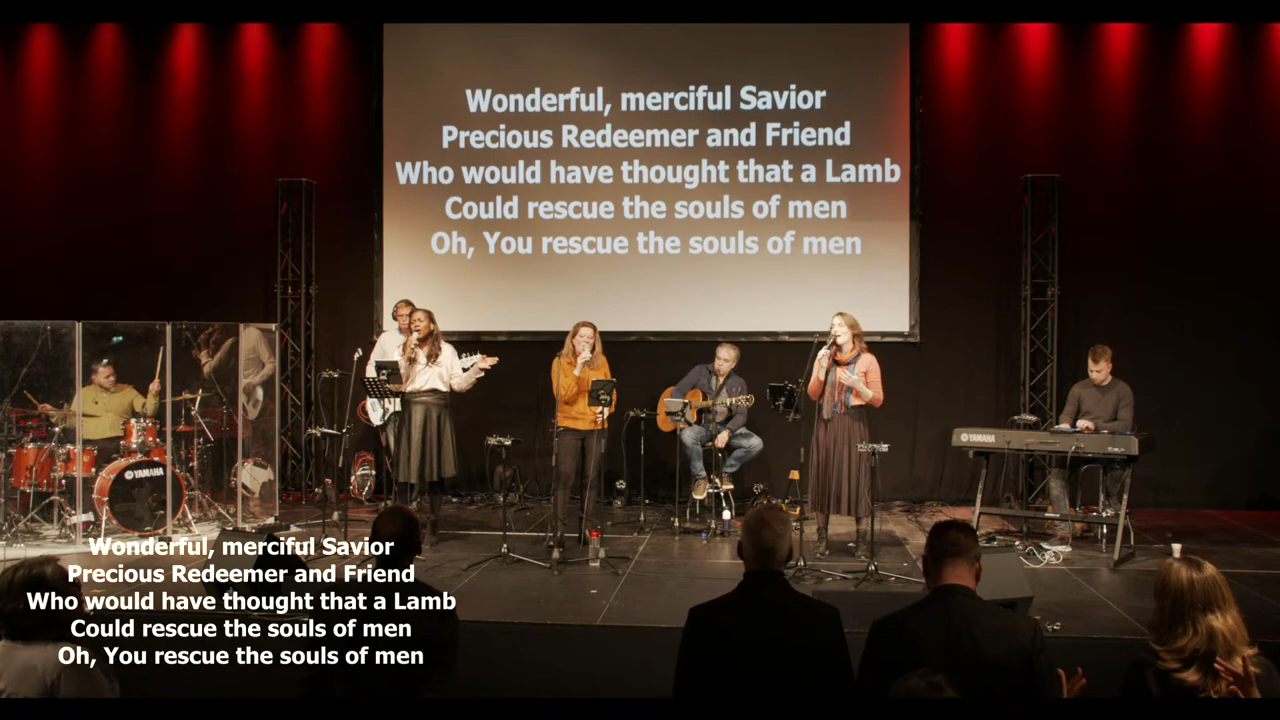 Wonderful, merciful Savior
Precious Redeemer and Friend
Who would have thought that a Lamb
Could rescue the souls of men
Oh, You rescue the souls of men
YAMAHA
YAMAHA
Wonderful, merciful Savior
Precious Redeemer and Friend
Who would have thought that a Lamb
Could rescue the souls of men
Oh, You rescue the souls of men